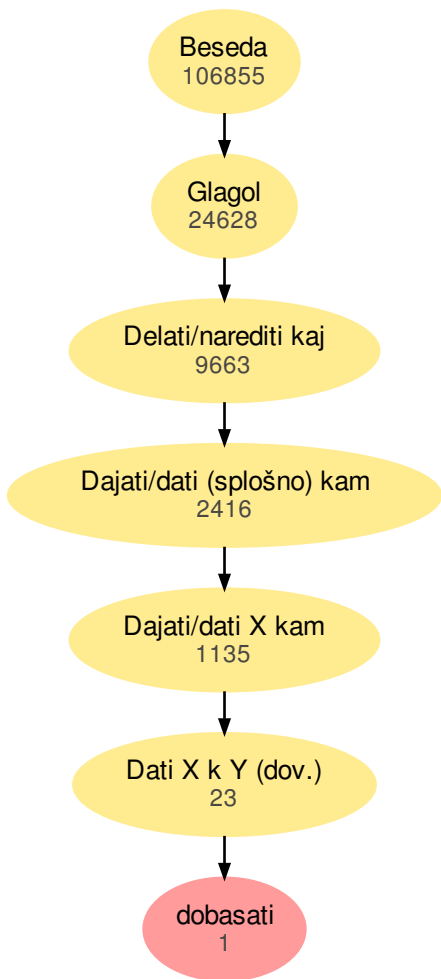 Beseda
106855
Glagol
24628
Delati/narediti kaj
9663
Dajati/dati (splošno) kam
2416
Dajati/dati X kam
1135
Dati X k Y (dov.)
23
dobasati
1